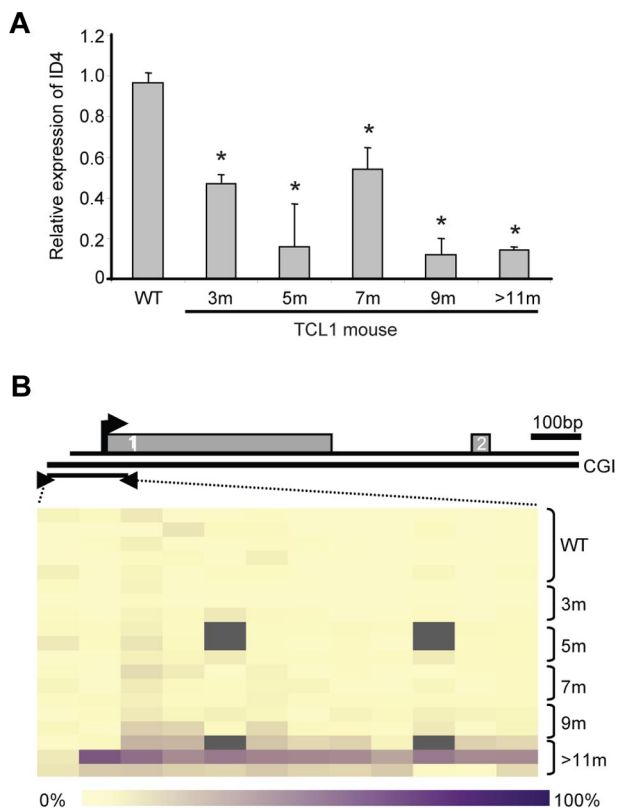 A
Relative expression of ID4
1.2
1.0
0.8
0.6
0.4
0.2
0
*
*
*
*
*
WT 3m 5m 7m 9m >11m
TCL1 mouse
B
100bp
1
2
CGI
WT
3m
5m
7m
9m
>11m
0% 100%